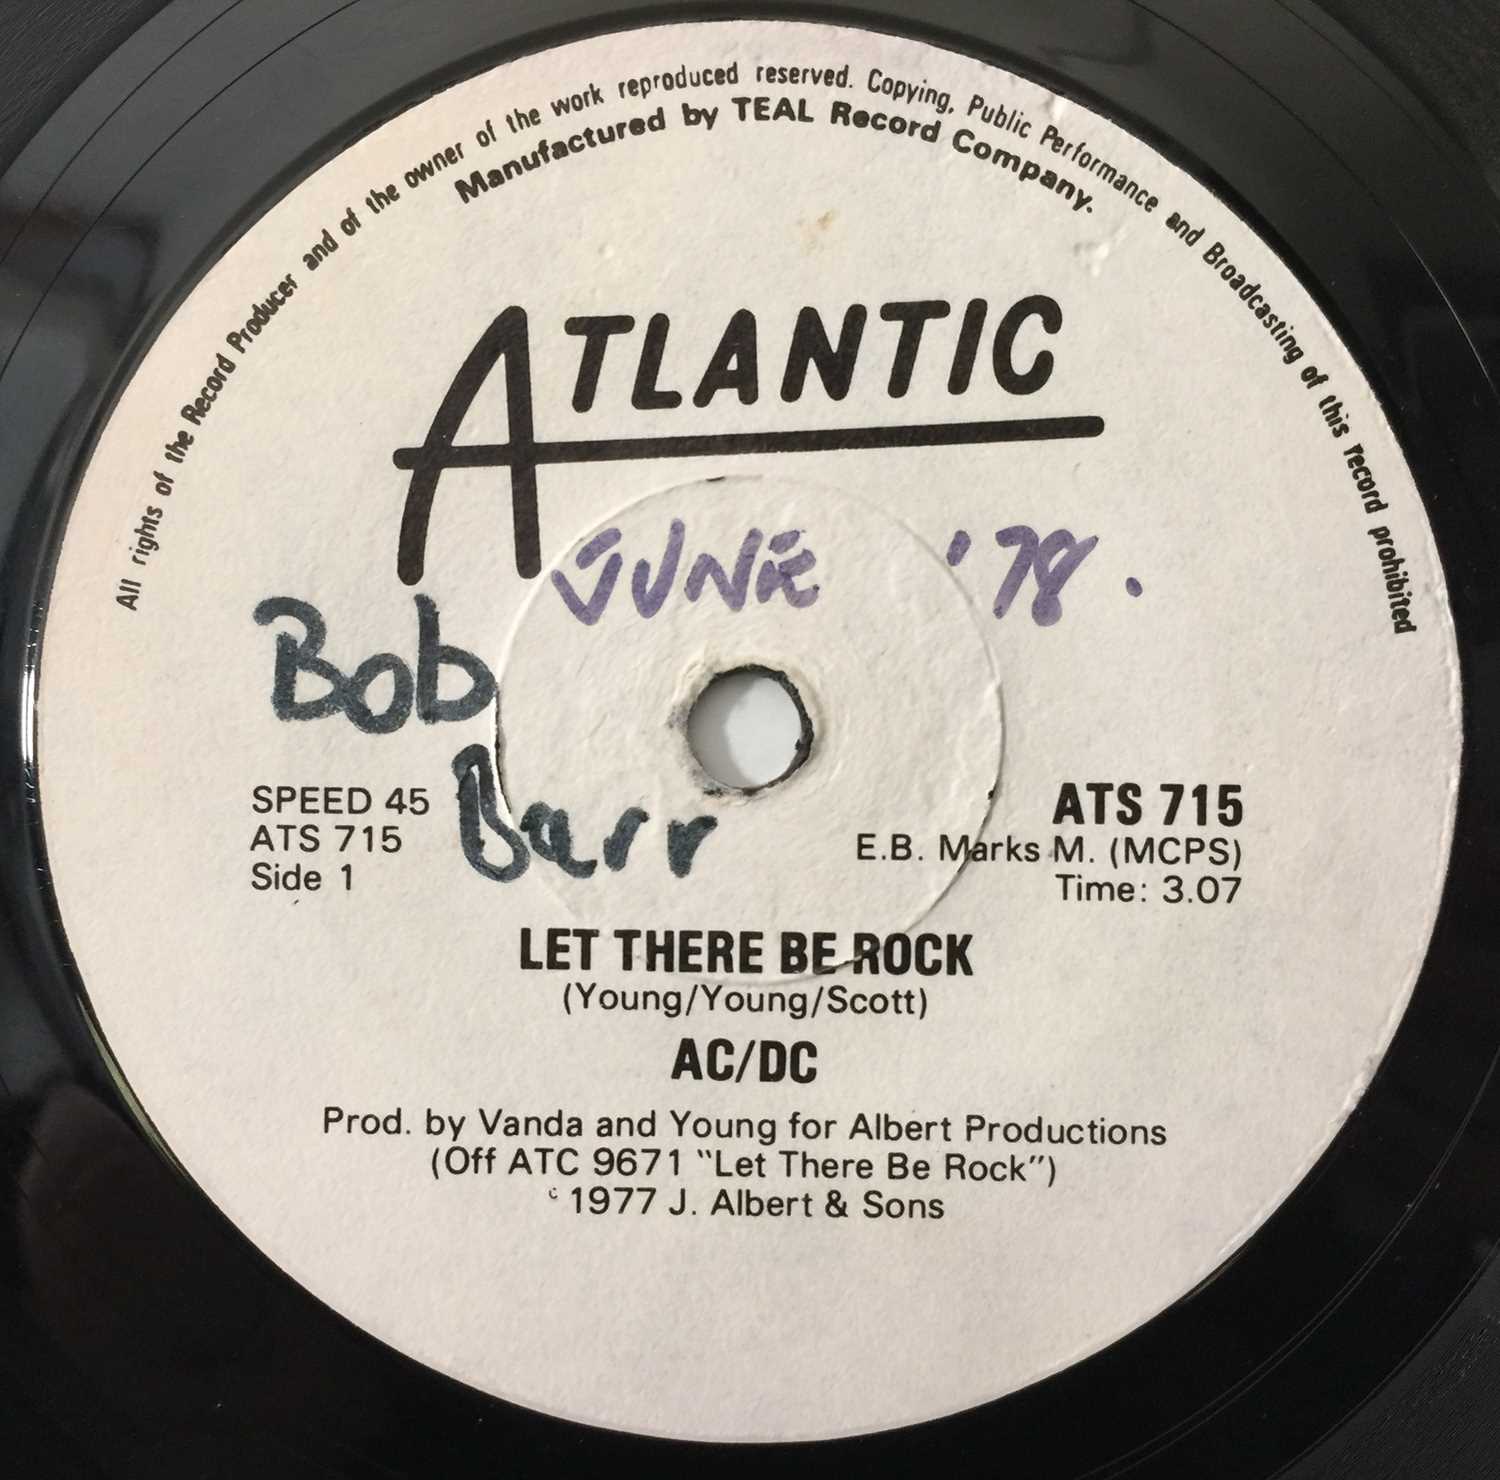 All rights of the Record Producer and of the owner of the work reproduced reserved. Copying, Public Performance and Broadcasting of this record prohibited
Manufactured by TEAL Record Company.
ATLANTIC
JUNE '78.
Bob
Barr
SPEED 45
ATS 715
Side 1
ATS 715
E.B. Marks M. (MCPS)
Time: 3.07
LET THERE BE ROCK
(Young/Young/Scott)
AC/DC
Prod. by Vanda and Young for Albert Productions
(Off ATC 9671 "Let There Be Rock")
c 1977 J. Albert & Sons